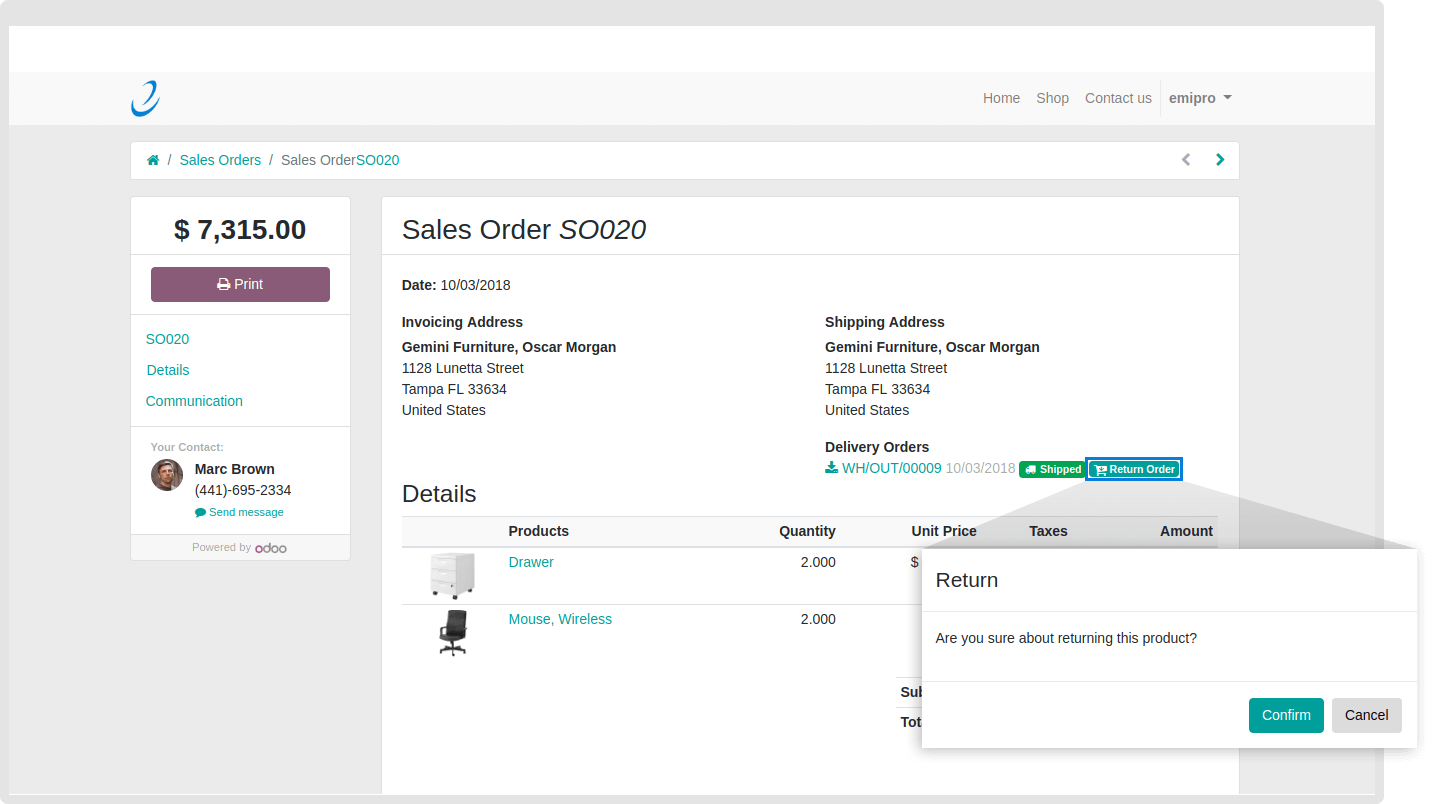 Home Shop Contact us emipro
/ Sales Orders / Sales OrderSO020
$ 7,315.00
Print
SO020
Details
Communication
Your Contact:
Marc Brown
(441)-695-2334
Send message
Powered by odoo
Sales Order SO020
Date: 10/03/2018
Invoicing Address
Gemini Furniture, Oscar Morgan
1128 Lunetta Street
Tampa FL 33634
United States
Shipping Address
Gemini Furniture, Oscar Morgan
1128 Lunetta Street
Tampa FL 33634
United States
Delivery Orders
WH/OUT/00009 10/03/2018 Shipped Return Order
Details
Products Quantity Unit Price Taxes Amount
Drawer 2.000 $
Mouse, Wireless 2.000
Return
Are you sure about returning this product?
Confirm Cancel